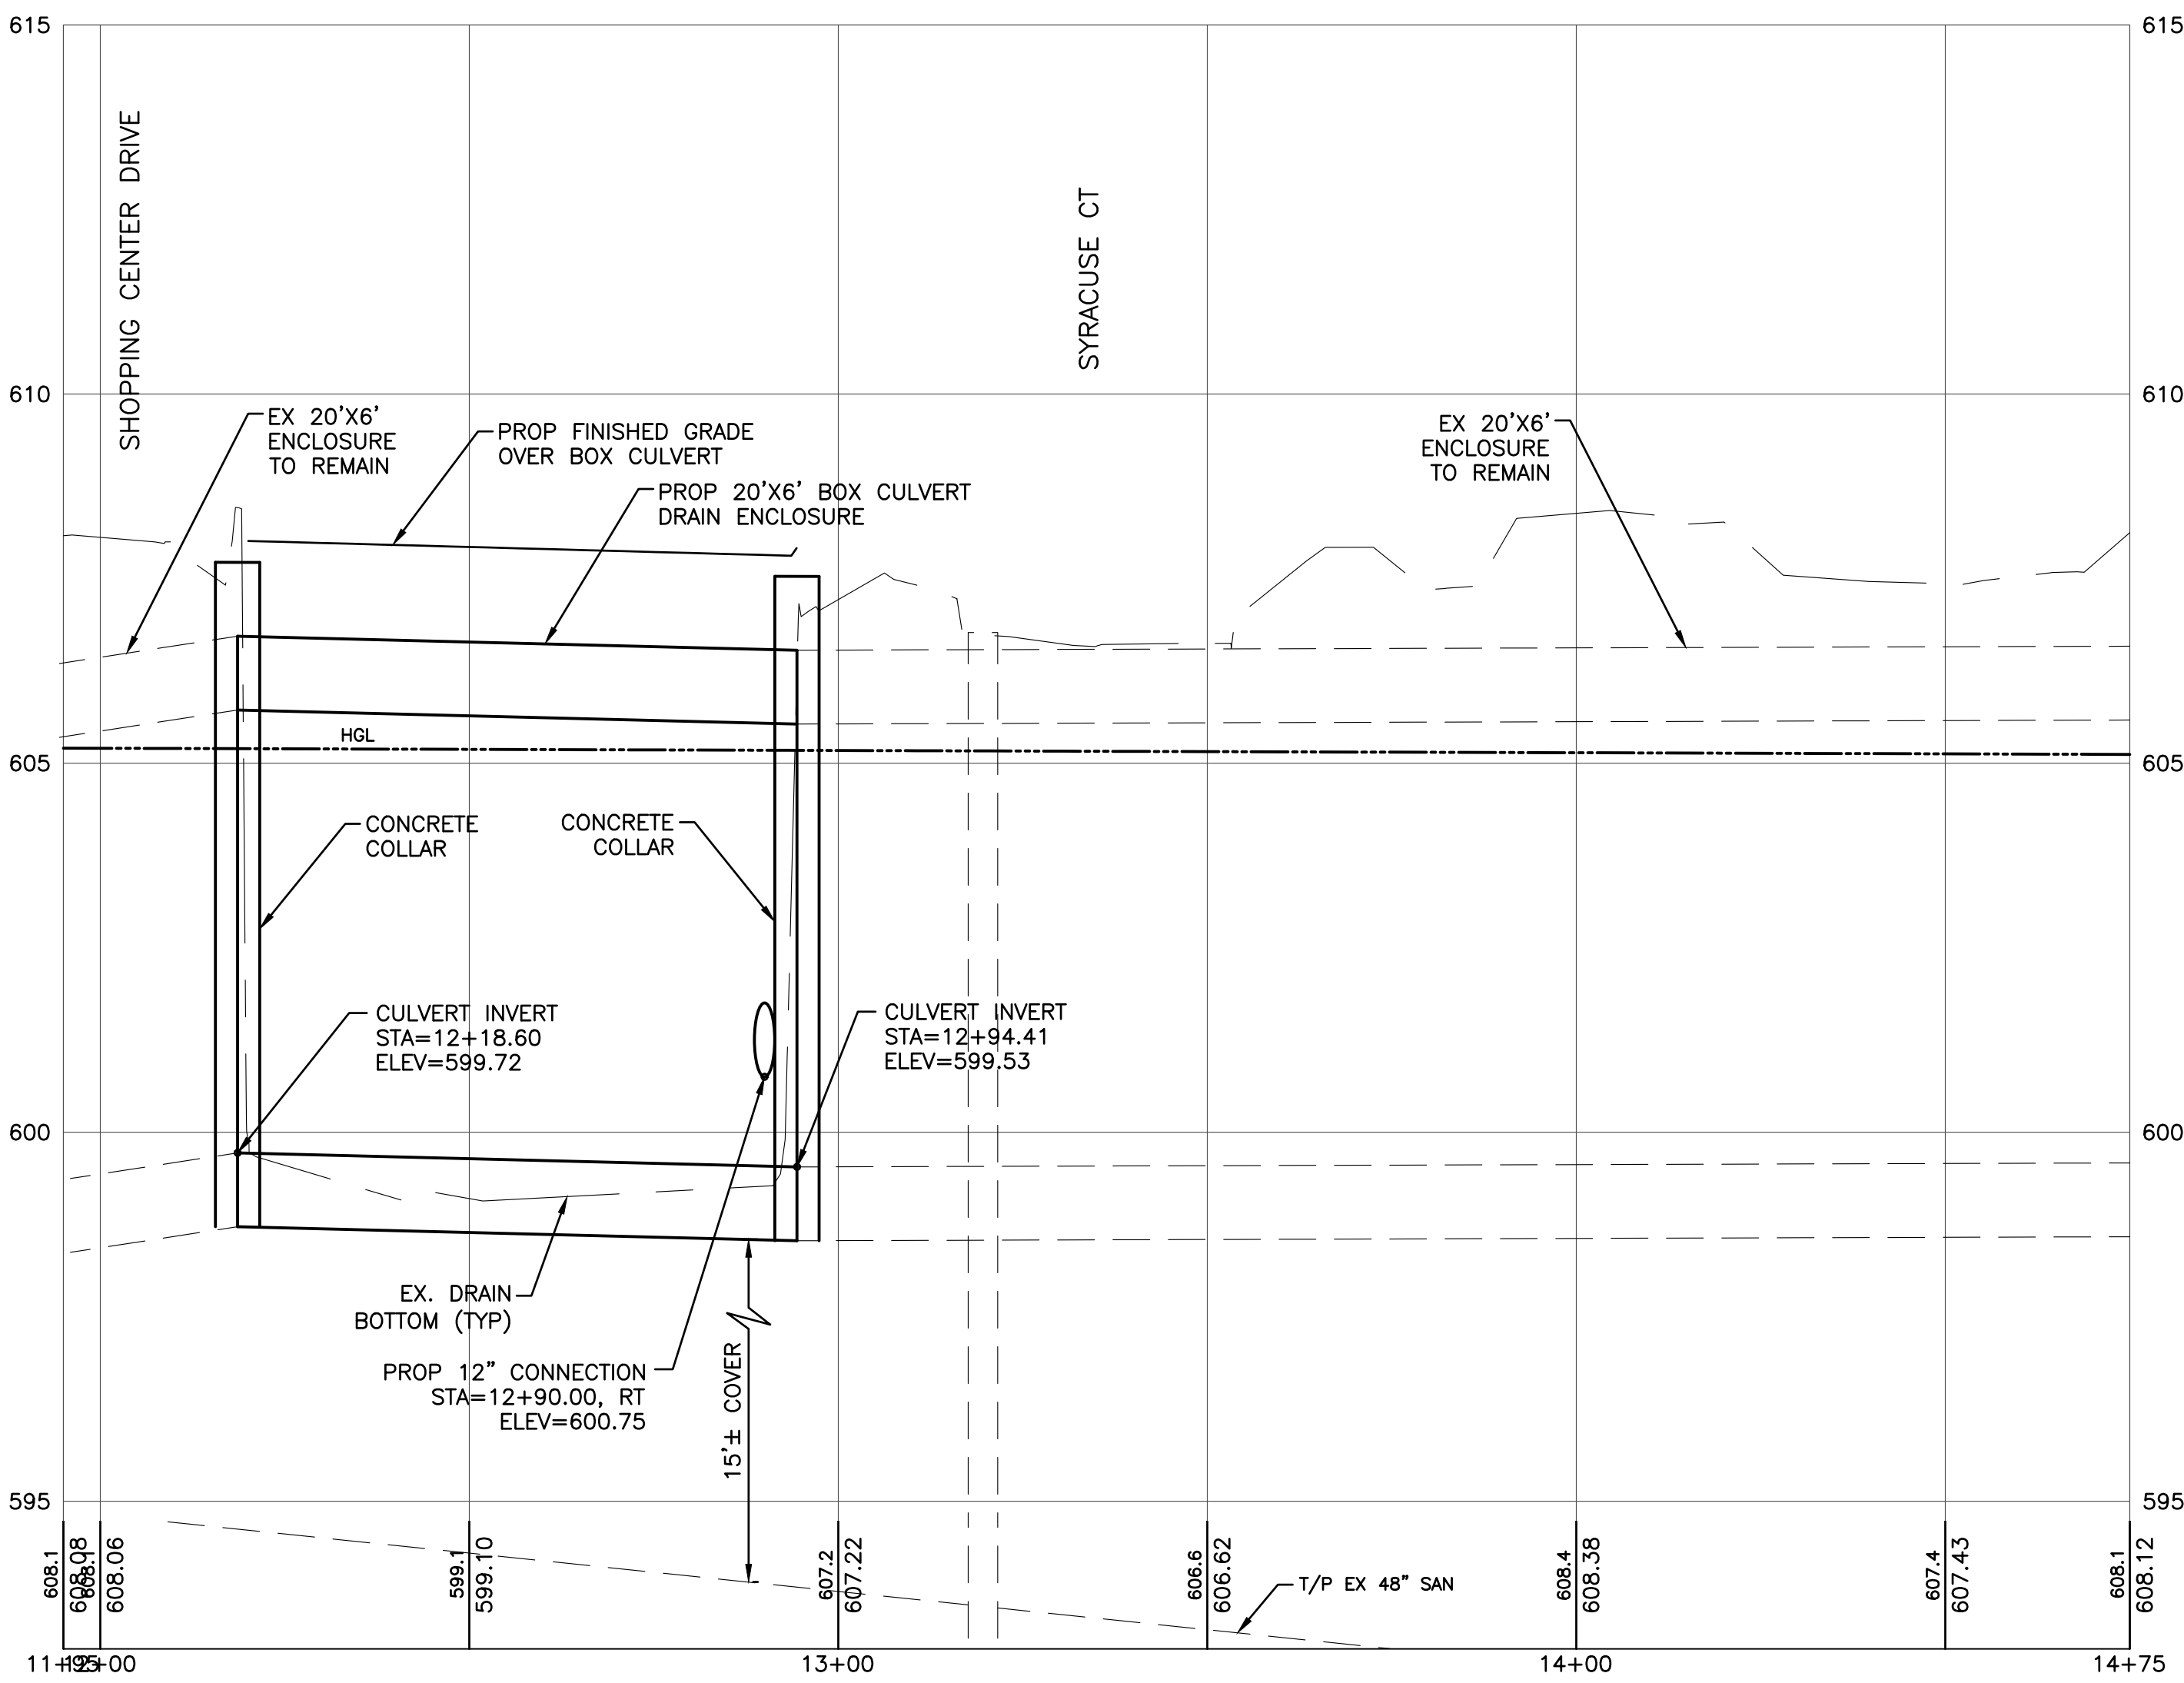 615
615
SHOPPING CENTER DRIVE
SYRACUSE CT
610
610
EX 20'X6'
ENCLOSURE
TO REMAIN
PROP FINISHED GRADE
OVER BOX CULVERT
PROP 20'X6' BOX CULVERT
DRAIN ENCLOSURE
EX 20'X6'
ENCLOSURE
TO REMAIN
HGL
605
605
CONCRETE
COLLAR
CONCRETE
COLLAR
CULVERT INVERT
STA=12+18.60
ELEV=599.72
CULVERT INVERT
STA=12+94.41
ELEV=599.53
600
600
EX. DRAIN
BOTTOM (TYP)
PROP 12" CONNECTION
STA=12+90.00, RT
ELEV=600.75
15'± COVER
595
595
608.1
608.08
608.1
608.06
599.1
599.10
607.2
607.22
606.6
606.62
608.4
608.38
607.4
607.43
608.1
608.12
T/P EX 48" SAN
11+95
12+00
13+00
14+00
14+75